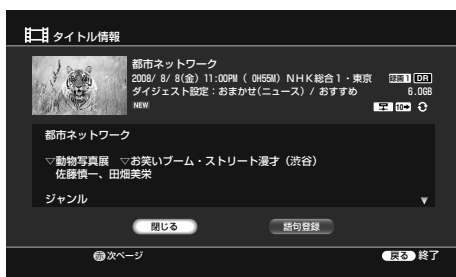 タイトル情報
都市ネットワーク
2008/ 8/ 8(金) 11:00PM ( 0H55M) NHK総合1・東京 録画1 DR
ダイジェスト設定：おまかせ(ニュース) / おすすめ 6.0GB
NEW 10
都市ネットワーク
▽動物写真展 ▽お笑いブーム・ストリート漫才（渋谷）
佐藤慎一、田畑美栄
ジャンル ▼
閉じる 語句登録
次ページ 戻る 終了